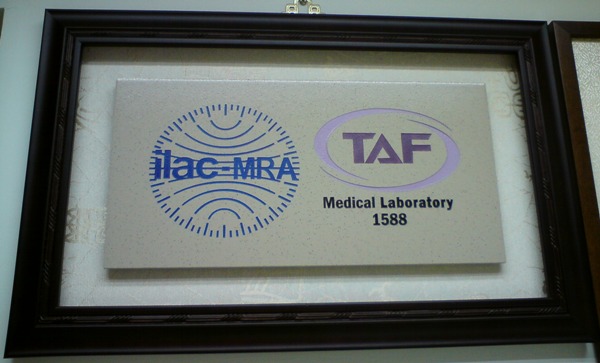 ilac-MRA
TAF
Medical Laboratory
1588